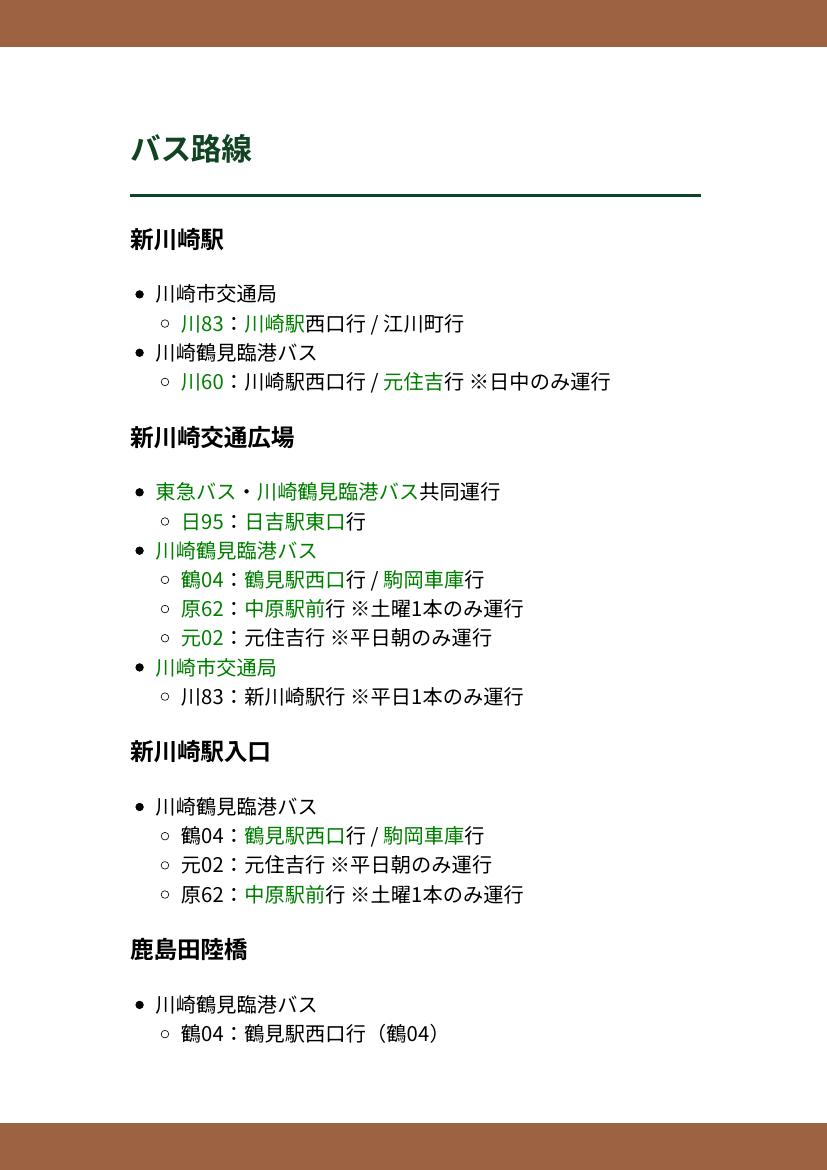 バス路線
新川崎駅
川崎市交通局
川83：川崎駅西口行 / 江川町行
川崎鶴見臨港バス
川60：川崎駅西口行 / 元住吉行 ※日中のみ運行
新川崎交通広場
東急バス・川崎鶴見臨港バス共同運行
日95：日吉駅東口行
川崎鶴見臨港バス
鶴04：鶴見駅西口行 / 駒岡車庫行
原62：中原駅前行 ※土曜1本のみ運行
元02：元住吉行 ※平日朝のみ運行
川崎市交通局
川83：新川崎駅行 ※平日1本のみ運行
新川崎駅入口
川崎鶴見臨港バス
鶴04：鶴見駅西口行 / 駒岡車庫行
元02：元住吉行 ※平日朝のみ運行
原62：中原駅前行 ※土曜1本のみ運行
鹿島田陸橋
川崎鶴見臨港バス
鶴04：鶴見駅西口行（鶴04）